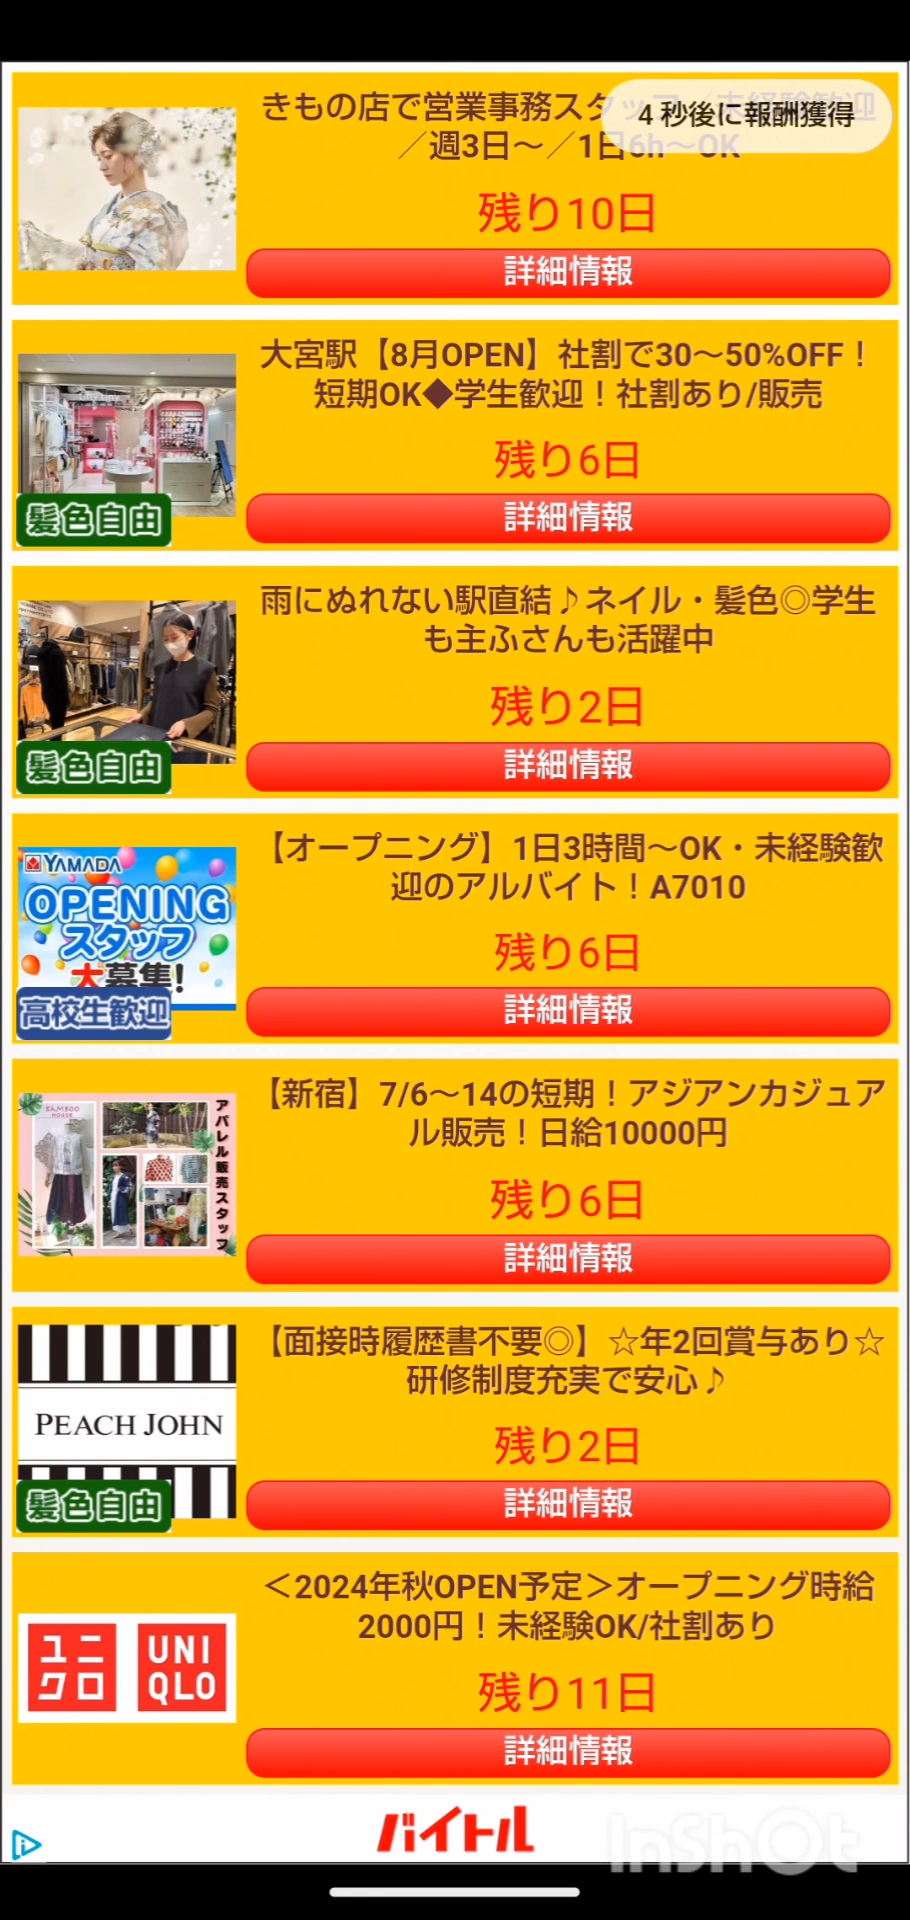 きもの店で営業事務スタッフ／未経験歓迎
／週3日～／1日6h～OK
4 秒後に報酬獲得
残り10日
詳細情報
大宮駅【8月OPEN】社割で30～50%OFF！
短期OK◆学生歓迎！社割あり/販売
残り6日
髪色自由
詳細情報
雨にぬれない駅直結♪ネイル・髪色◎学生
も主ふさんも活躍中
残り2日
髪色自由
詳細情報
【オープニング】1日3時間～OK・未経験歓
迎のアルバイト！A7010
YAMADA
OPENING
スタッフ
大募集!
高校生歓迎
残り6日
詳細情報
【新宿】7/6～14の短期！アジアンカジュア
ル販売！日給10000円
BAMBOO
HOUSE
アパレル販売スタッフ
残り6日
詳細情報
【面接時履歴書不要◎】☆年2回賞与あり☆
研修制度充実で安心♪
PEACH JOHN
髪色自由
残り2日
詳細情報
＜2024年秋OPEN予定＞オープニング時給
2000円！未経験OK/社割あり
ユニ
クロ
UNI
QLO
残り11日
詳細情報
バイトル
InShOt